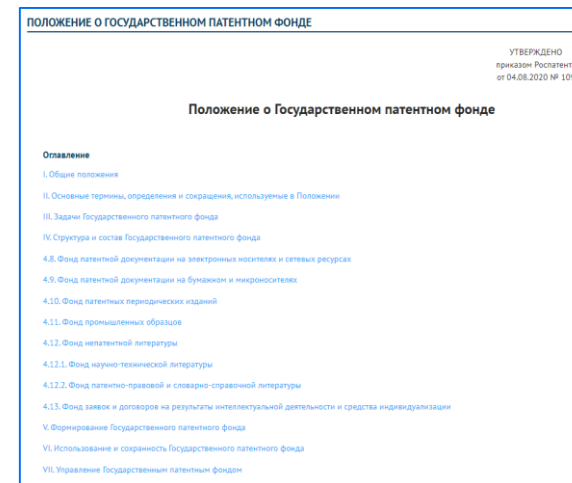 ПОЛОЖЕНИЕ О ГОСУДАРСТВЕННОМ ПАТЕНТНОМ ФОНДЕ
УТВЕРЖДЕНО
приказом Роспатент
от 04.08.2020 № 10
Положение о Государственном патентном фонде
Оглавление
I. Общие положения
II. Основные термины, определения и сокращения, используемые в Положении
III. Задачи Государственного патентного фонда
IV. Структура и состав Государственного патентного фонда
4.8. Фонд патентной документации на электронных носителях и сетевых ресурсах
4.9. Фонд патентной документации на бумажном и микроносителях
4.10. Фонд патентных периодических изданий
4.11. Фонд промышленных образцов
4.12. Фонд непатентной литературы
4.12.1. Фонд научно-технической литературы
4.12.2. Фонд патентно-правовой и словарно-справочной литературы
4.13. Фонд заявок и договоров на результаты интеллектуальной деятельности и средства индивидуализации
V. Формирование Государственного патентного фонда
VI. Использование и сохранность Государственного патентного фонда
VII. Управление Государственным патентным фондом